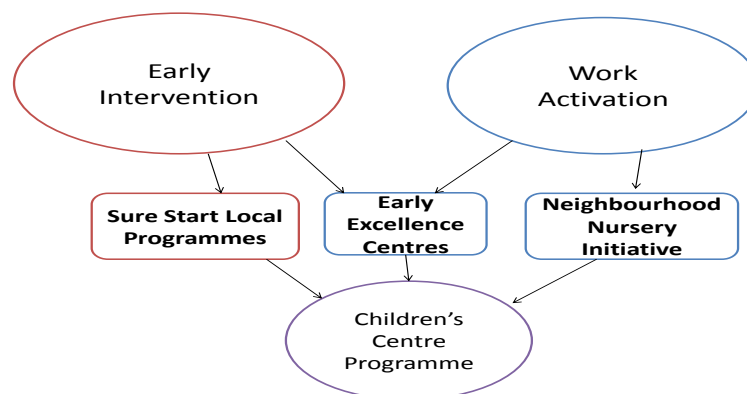 Early
Intervention
Work
Activation
Sure Start Local
Programmes
Early
Excellence
Centres
Neighbourhood
Nursery
Initiative
Children’s
Centre
Programme